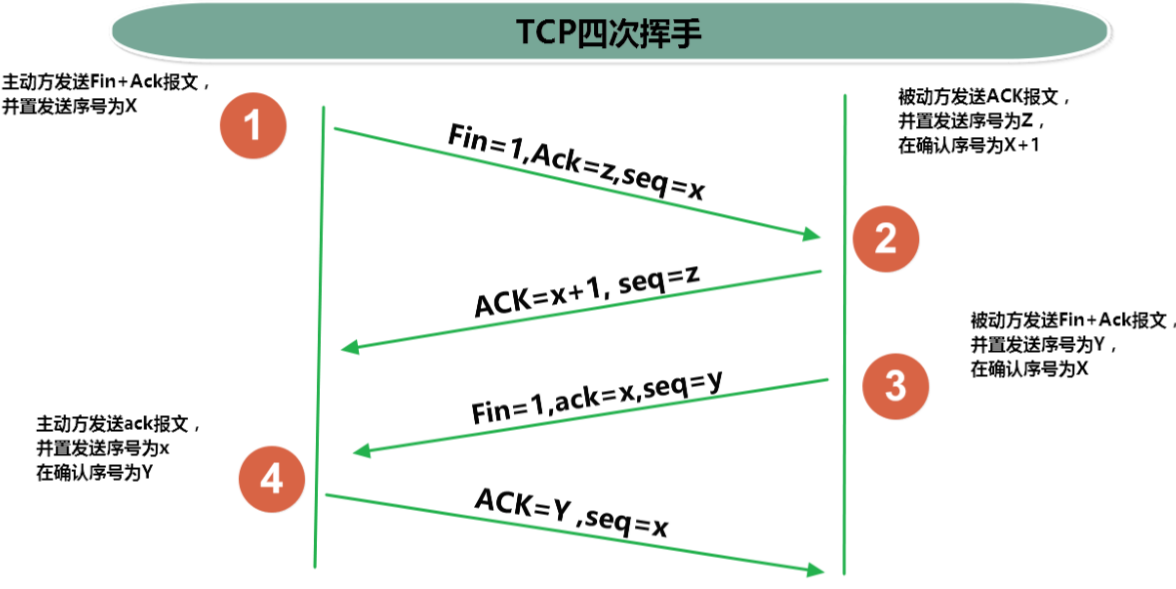 TCP四次挥手
主动方发送Fin+Ack报文，
并置发送序号为X
1
Fin=1,Ack=z,seq=x
被动方发送ACK报文，
并置发送序号为Z，
在确认序号为X+1
2
ACK=x+1, seq=z
被动方发送Fin+Ack报文，
并置发送序号为Y，
在确认序号为X
3
Fin=1,ack=x,seq=y
主动方发送ack报文，
并置发送序号为x
在确认序号为Y
4
ACK=Y ,seq=x